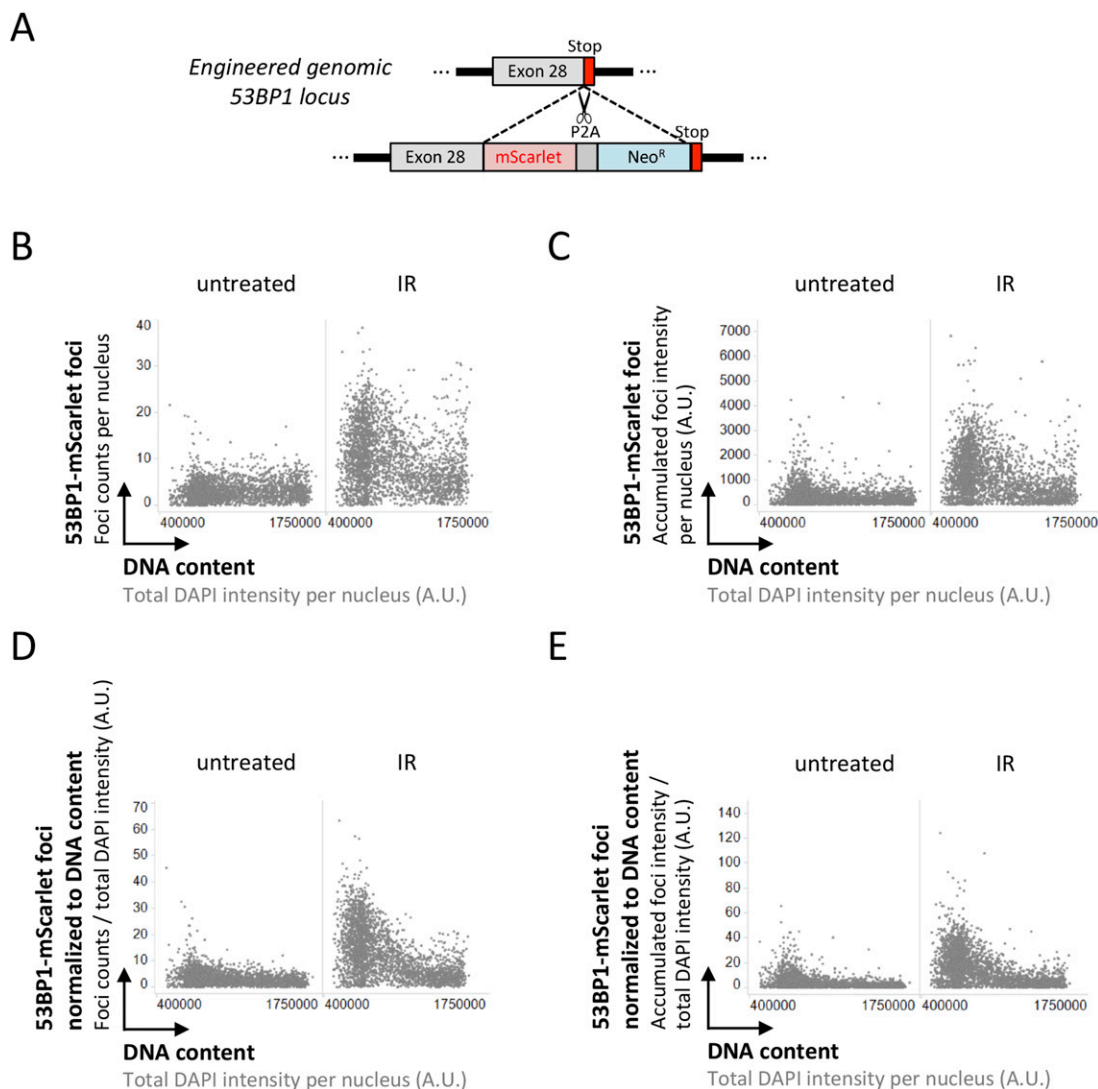 A
Engineered genomic
53BP1 locus
... Exon 28 Stop ...
P2A
... Exon 28 mScarlet Neo^R Stop ...
B
untreated IR
53BP1-mScarlet foci
Foci counts per nucleus
40
30
20
10
0
400000 1750000 400000 1750000
DNA content
Total DAPI intensity per nucleus (A.U.)
C
untreated IR
53BP1-mScarlet foci
Accumulated foci intensity
per nucleus (A.U.)
7000
6000
5000
4000
3000
2000
1000
0
400000 1750000 400000 1750000
DNA content
Total DAPI intensity per nucleus (A.U.)
D
untreated IR
53BP1-mScarlet foci
normalized to DNA content
Foci counts / total DAPI intensity (A.U.)
70
60
50
40
30
20
10
0
400000 1750000 400000 1750000
DNA content
Total DAPI intensity per nucleus (A.U.)
E
untreated IR
53BP1-mScarlet foci
normalized to DNA content
Accumulated foci intensity /
total DAPI intensity (A.U.)
140
120
100
80
60
40
20
0
400000 1750000 400000 1750000
DNA content
Total DAPI intensity per nucleus (A.U.)